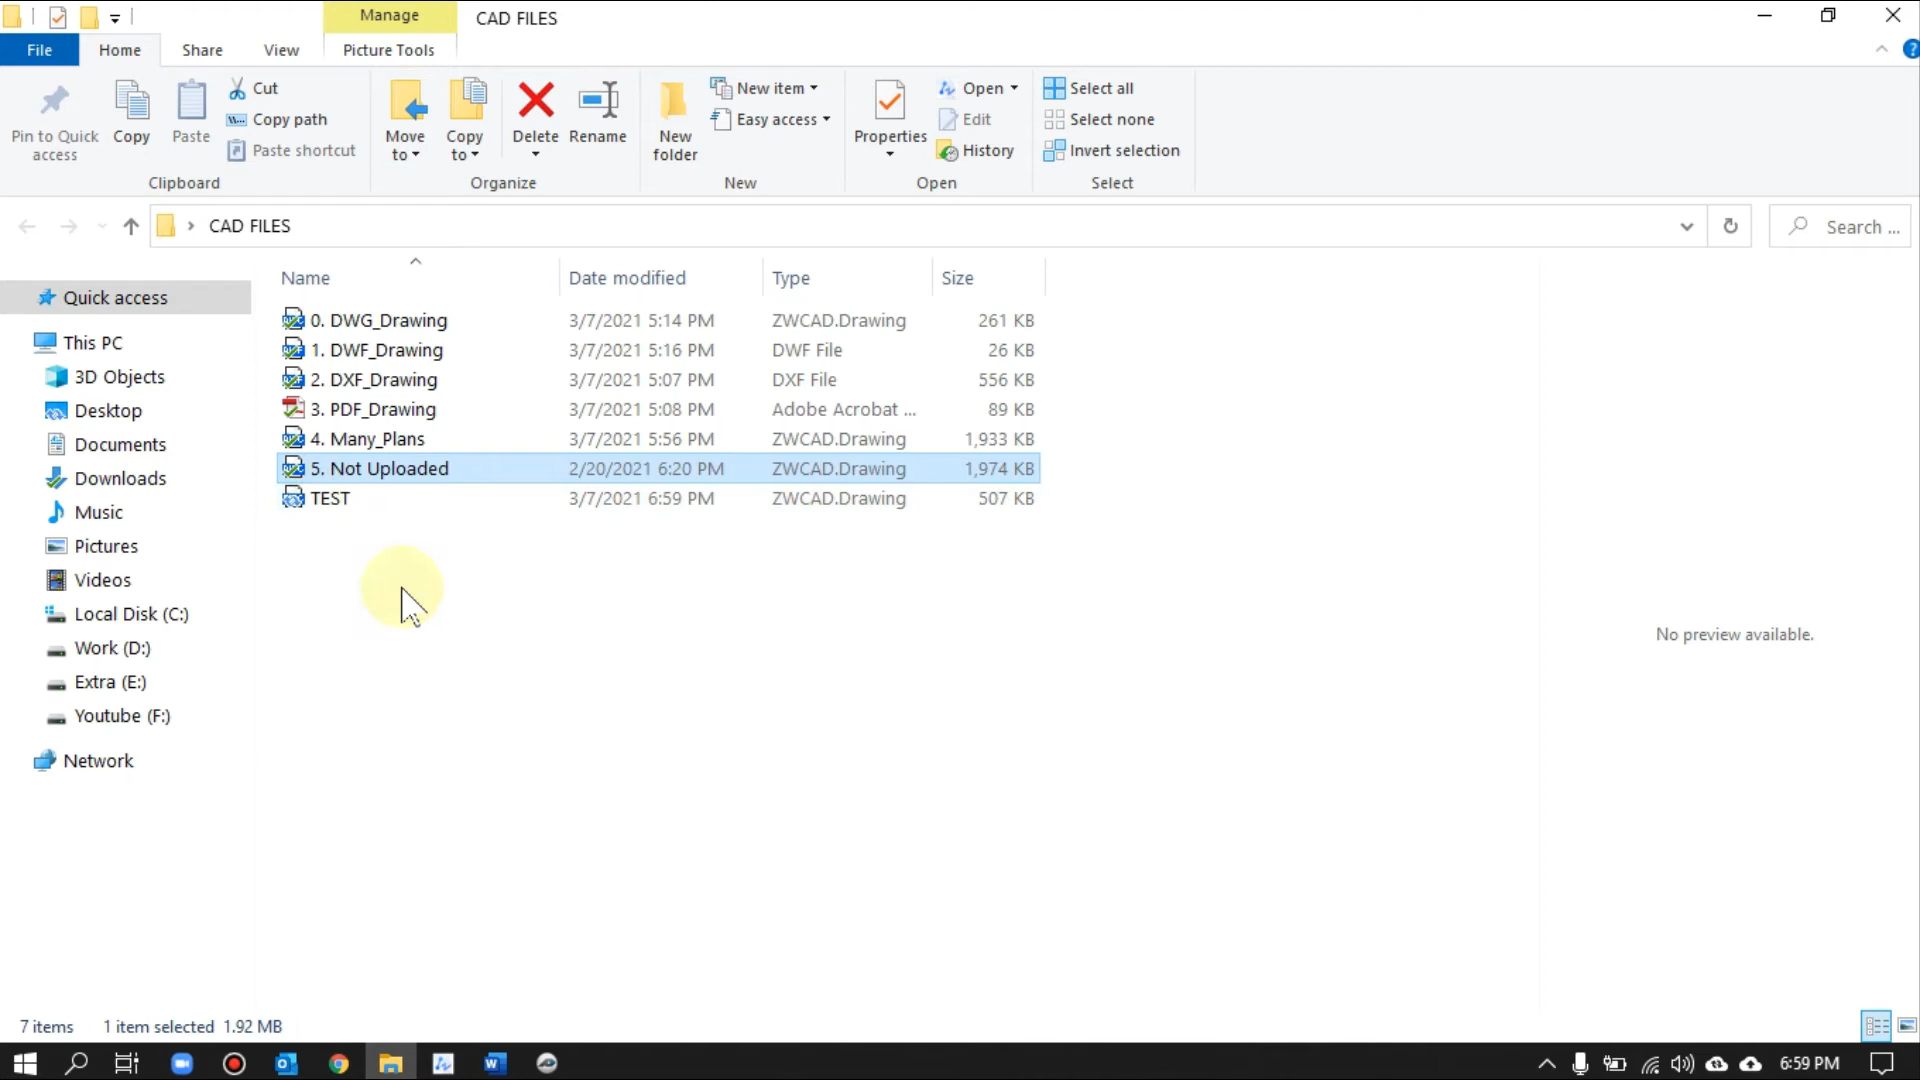 Manage
CAD FILES
File
Home
Share
View
Picture Tools
Pin to Quick access
Copy
Paste
Cut
Copy path
Paste shortcut
Clipboard
Move to
Copy to
Delete
Rename
Organize
New folder
New item
Easy access
New
Properties
Open
Edit
History
Open
Select all
Select none
Invert selection
Select
CAD FILES
Search ...
Name
Date modified
Type
Size
0. DWG_Drawing 3/7/2021 5:14 PM ZWCAD.Drawing 261 KB
1. DWF_Drawing 3/7/2021 5:16 PM DWF File 26 KB
2. DXF_Drawing 3/7/2021 5:07 PM DXF File 556 KB
3. PDF_Drawing 3/7/2021 5:08 PM Adobe Acrobat ... 89 KB
4. Many_Plans 3/7/2021 5:56 PM ZWCAD.Drawing 1,933 KB
5. Not Uploaded 2/20/2021 6:20 PM ZWCAD.Drawing 1,974 KB
TEST 3/7/2021 6:59 PM ZWCAD.Drawing 507 KB
Quick access
This PC
3D Objects
Desktop
Documents
Downloads
Music
Pictures
Videos
Local Disk (C:)
Work (D:)
Extra (E:)
Youtube (F:)
Network
No preview available.
7 items
1 item selected 1.92 MB
6:59 PM